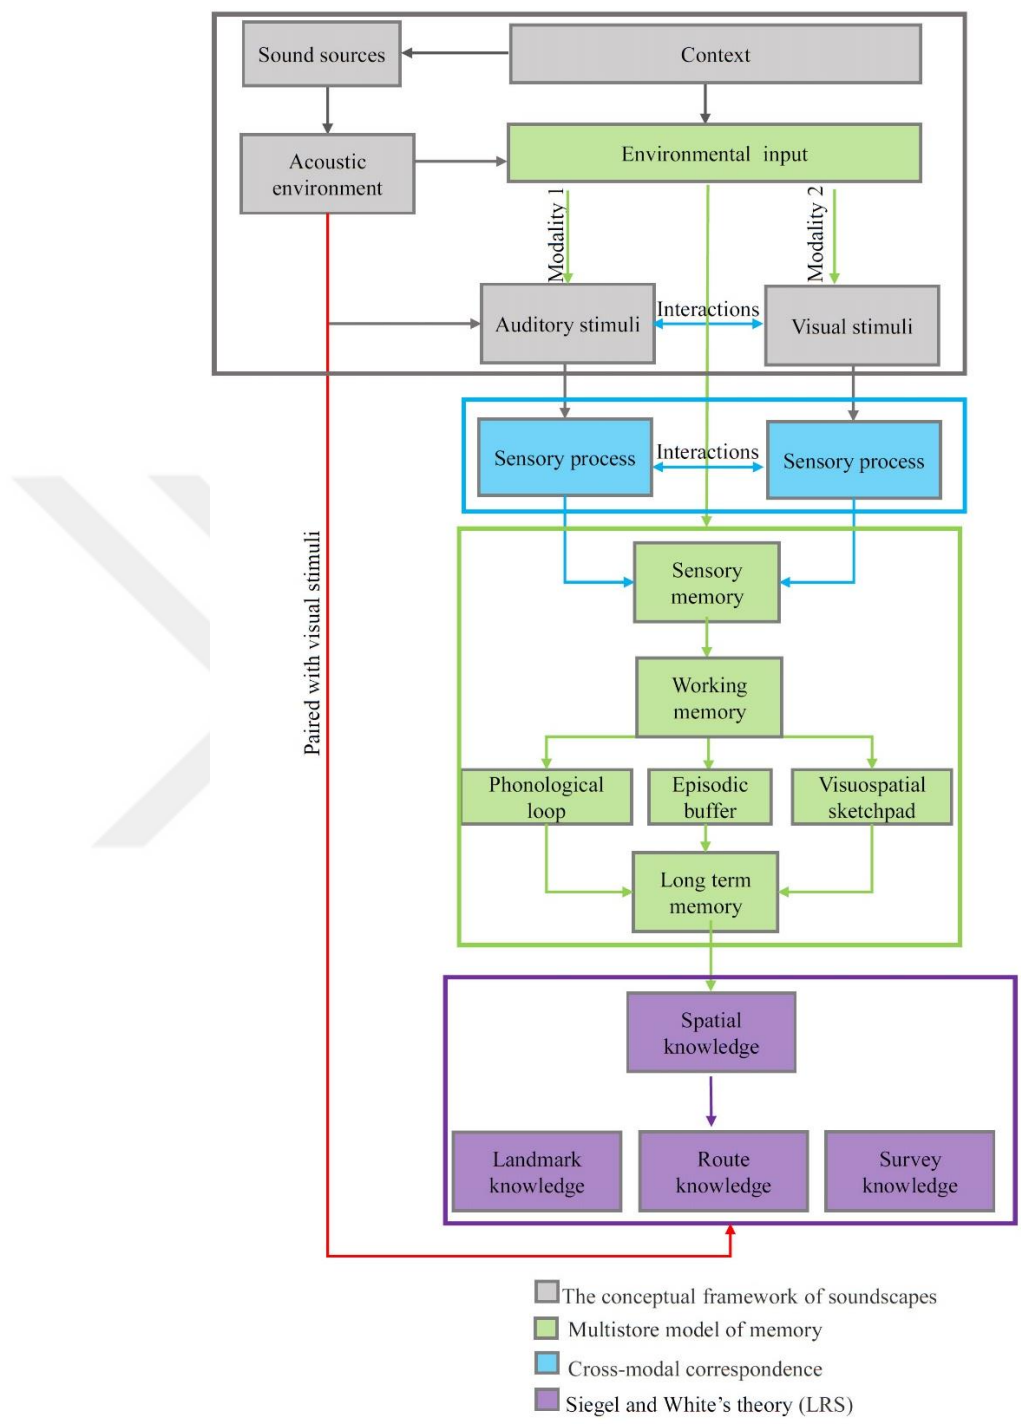 Sound sources
Context
Acoustic
environment
Environmental input
Modality 1
Modality 2
Auditory stimuli
Interactions
Visual stimuli
Sensory process
Interactions
Sensory process
Paired with visual stimuli
Sensory
memory
Working
memory
Phonological
loop
Episodic
buffer
Visuospatial
sketchpad
Long term
memory
Spatial
knowledge
Landmark
knowledge
Route
knowledge
Survey
knowledge
The conceptual framework of soundscapes
Multistore model of memory
Cross-modal correspondence
Siegel and White’s theory (LRS)